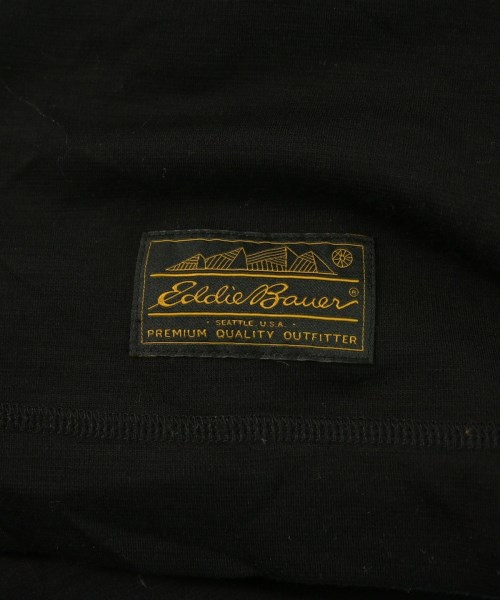 Eddie Bauer®
· SEATTLE, U.S.A. ·
PREMIUM QUALITY OUTFITTER